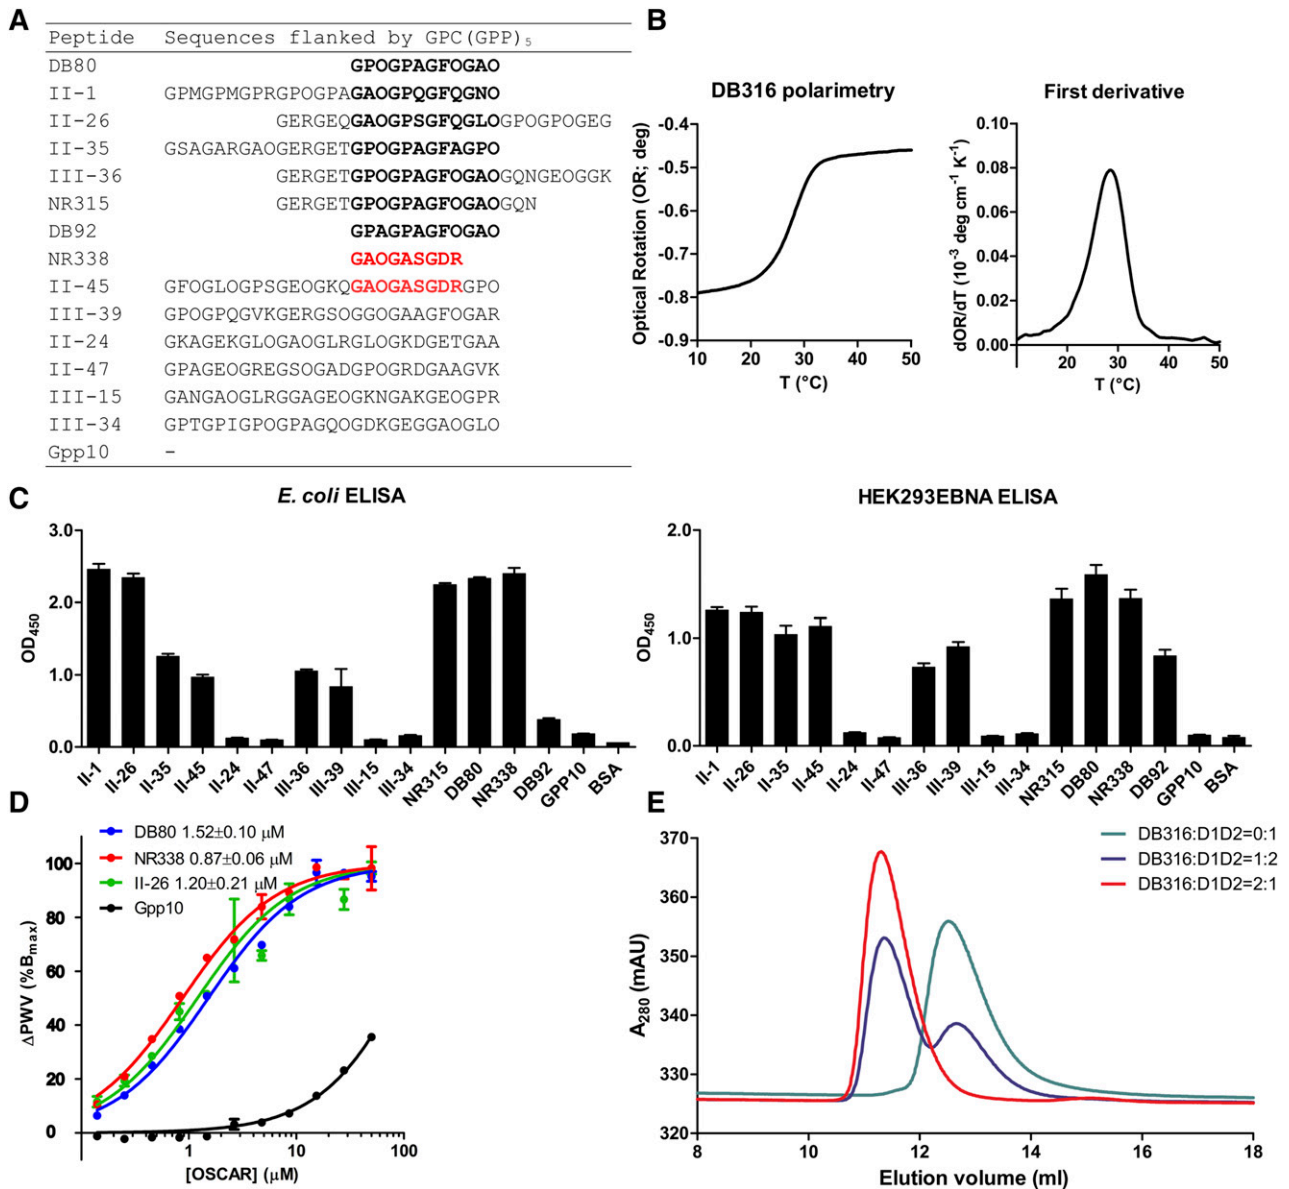 A
Peptide Sequences flanked by GPC(GPP)5
DB80 GPOGPAGFOGAO
II-1 GPMGPMGPRGPOGPAGAOGPQGFQGNO
II-26 GERGEQGAOGPSGFQGLOGPOGPOGEG
II-35 GSAGARGAOGERGETGPOGPAGFAGPO
III-36 GERGETGPOGPAGFOGAOGQNGEOGGK
NR315 GERGETGPOGPAGFOGAOGQN
DB92 GPAGPAGFOGAO
NR338 GAOGASGDR
II-45 GFOGLOGPSGEOGKQGAOGASGDRGPO
III-39 GPOGPQGVKGERGSOGGOGAAGFOGAR
II-24 GKAGEKGLOGAOGLRGLOGKDGETGAA
II-47 GPAGEOGREGSOGADGPOGRDGAAGVK
III-15 GANGAOGLRGGAGEOGKNGAKGEOGPR
III-34 GPTGPIGPOGPAGQOGDKGEGGAOGLO
Gpp10 -
B
DB316 polarimetry
Optical Rotation (OR; deg)
-0.4
-0.5
-0.6
-0.7
-0.8
-0.9
10 20 30 40 50
T (°C)
First derivative
dOR/dT (10-3 deg cm-1 K-1)
0.10
0.08
0.06
0.04
0.02
0.00
20 30 40 50
T (°C)
C
E. coli ELISA
OD450
3.0
2.0
1.0
0.0
II-1 II-26 II-35 II-45 II-24 II-47 III-36 III-39 III-15 III-34 NR315 DB80 NR338 DB92 GPP10 BSA
HEK293EBNA ELISA
OD450
2.0
1.0
0.0
II-1 II-26 II-35 II-45 II-24 II-47 III-36 III-39 III-15 III-34 NR315 DB80 NR338 DB92 GPP10 BSA
D
DB80 1.52±0.10 μM
NR338 0.87±0.06 μM
II-26 1.20±0.21 μM
Gpp10
ΔPWV (%Bmax)
100
80
60
40
20
0
1 10 100
[OSCAR] (μM)
E
DB316:D1D2=0:1
DB316:D1D2=1:2
DB316:D1D2=2:1
A280 (mAU)
370
360
350
340
330
320
8 10 12 14 16 18
Elution volume (ml)